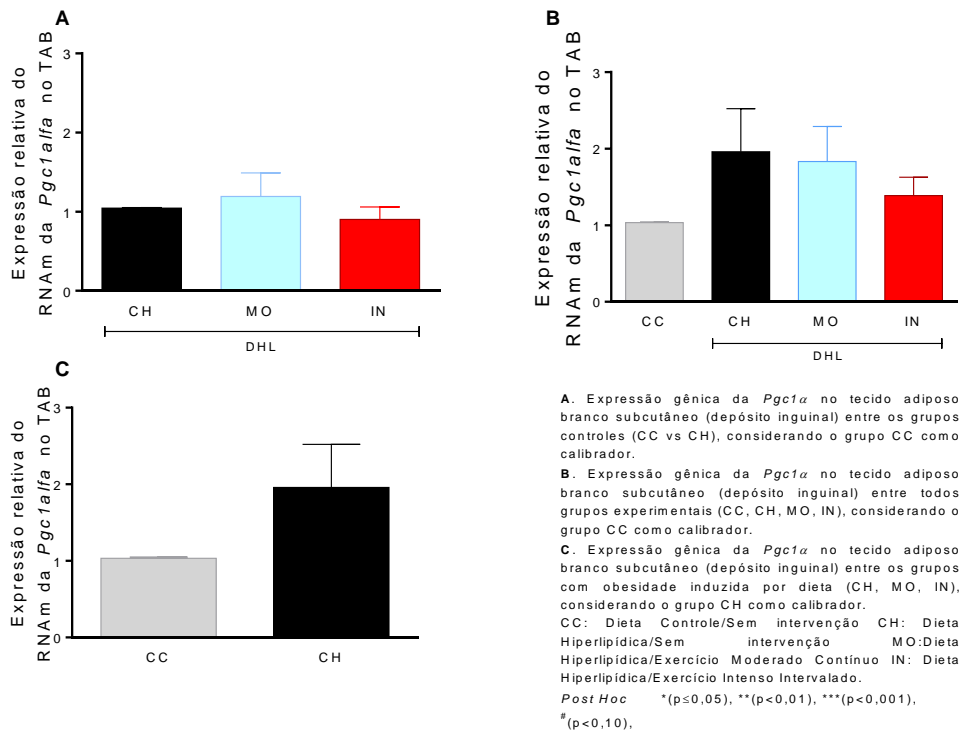 A
Expressão relativa do
RNAm da Pgc1alfa no TAB
3
2
1
0
CH MO IN
DHL
B
Expressão relativa do
RNAm da Pgc1alfa no TAB
3
2
1
0
CC CH MO IN
DHL
C
Expressão relativa do
RNAm da Pgc1alfa no TAB
3
2
1
0
CC CH
A. Expressão gênica da Pgc1α no tecido adiposo
branco subcutâneo (depósito inguinal) entre os grupos
controles (CC vs CH), considerando o grupo CC como
calibrador.
B. Expressão gênica da Pgc1α no tecido adiposo
branco subcutâneo (depósito inguinal) entre todos
grupos experimentais (CC, CH, MO, IN), considerando o
grupo CC como calibrador.
C. Expressão gênica da Pgc1α no tecido adiposo
branco subcutâneo (depósito inguinal) entre os grupos
com obesidade induzida por dieta (CH, MO, IN),
considerando o grupo CH como calibrador.
CC: Dieta Controle/Sem intervenção CH: Dieta
Hiperlipídica/Sem intervenção MO:Dieta
Hiperlipídica/Exercício Moderado Contínuo IN: Dieta
Hiperlipídica/Exercício Intenso Intervalado.
Post Hoc *(p≤0,05), **(p<0,01), ***(p<0,001),
#(p<0,10),